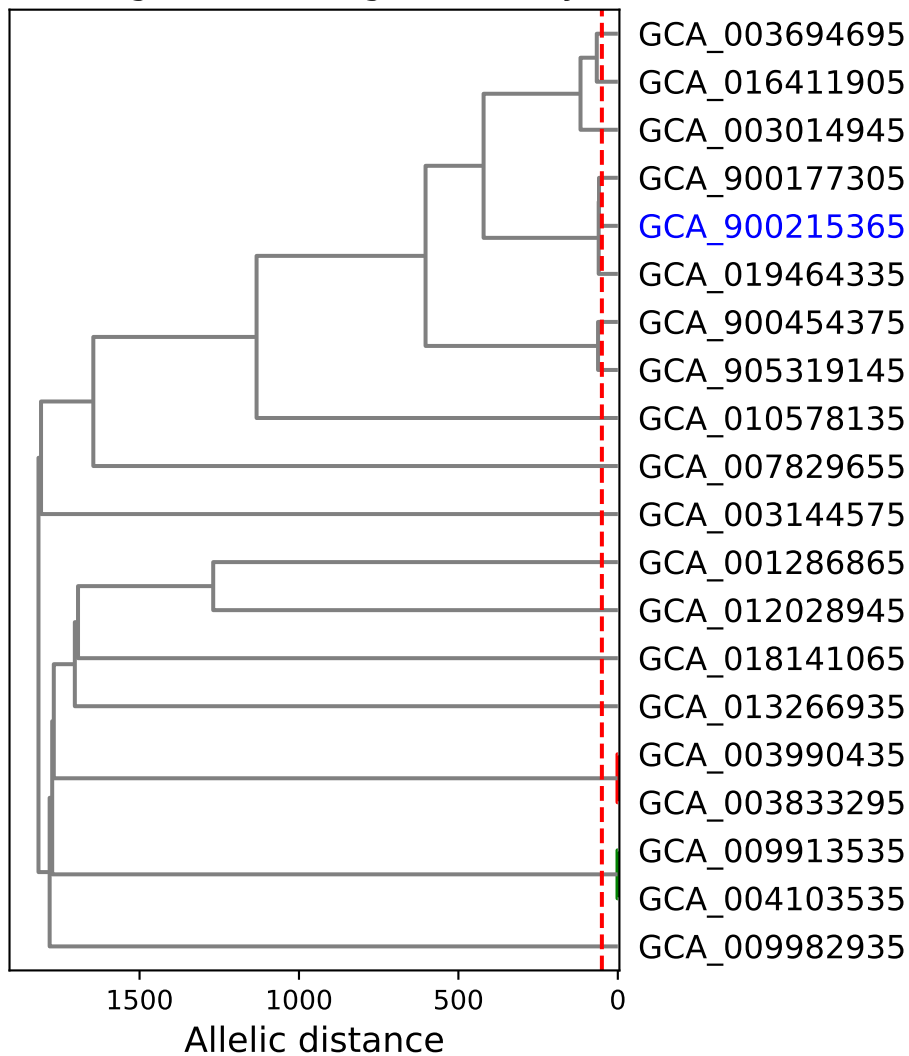 GCA_003694695
GCA_016411905
GCA_003014945
GCA_900177305
GCA_900215365
GCA_019464335
GCA_900454375
GCA_905319145
GCA_010578135
GCA_007829655
GCA_003144575
GCA_001286865
GCA_012028945
GCA_018141065
GCA_013266935
GCA_003990435
GCA_003833295
GCA_009913535
GCA_004103535
GCA_009982935
1500 1000 500 0
Allelic distance